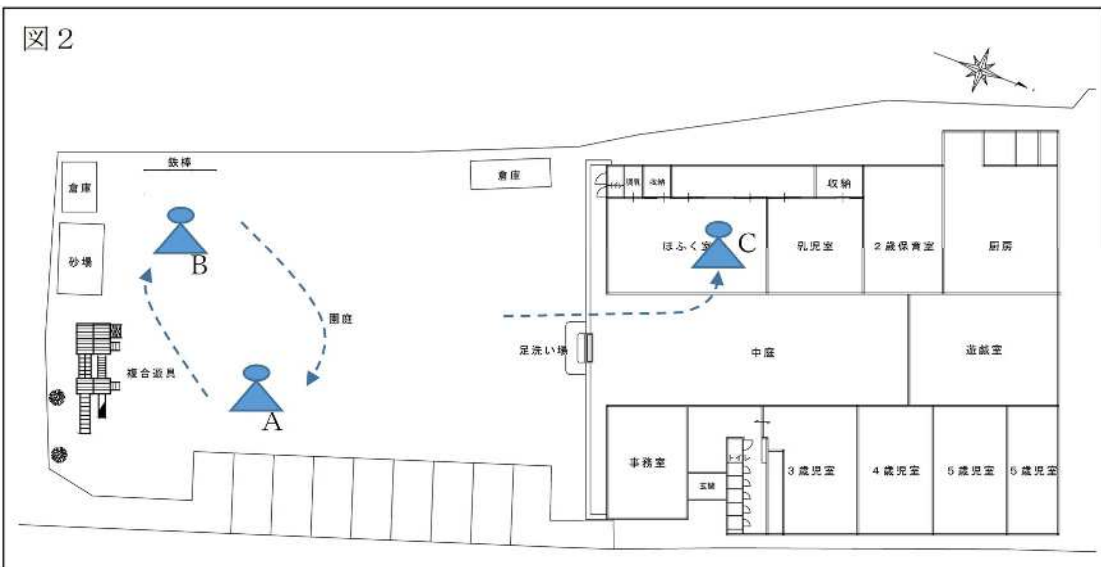 図2
鉄棒
倉庫
倉庫
収納
収納
B
砂場
ほふく室
C
乳児室
2歳保育室
厨房
園庭
足洗い場
中庭
遊戯室
複合遊具
A
事務室
トイレ
玄関
3歳児室
4歳児室
5歳児室
5歳児室